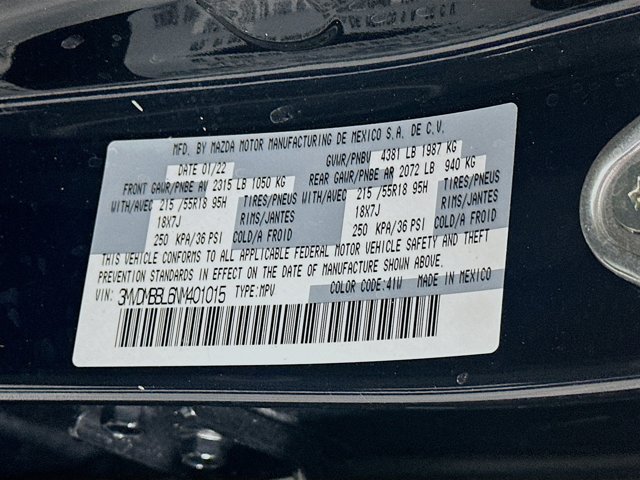 MFD. BY MAZDA MOTOR MANUFACTURING DE MEXICO S.A. DE C.V.
DATE 01/22 GVWR/PNBV 4381 LB 1987 KG
FRONT GAWR/PNBE AV 2315 LB 1050 KG REAR GAWR/PNBE AR 2072 LB 940 KG
WITH/AVEC 215 /55R18 95H TIRES/PNEUS WITH/AVEC 215 /55R18 95H TIRES/PNEUS
18X7J RIMS/JANTES 18X7J RIMS/JANTES
250 KPA/36 PSI COLD/A FROID 250 KPA/36 PSI COLD/A FROID
THIS VEHICLE CONFORMS TO ALL APPLICABLE FEDERAL MOTOR VEHICLE SAFETY AND THEFT
PREVENTION STANDARDS IN EFFECT ON THE DATE OF MANUFACTURE SHOWN ABOVE.
VIN: 3MVDMBBL6NM401015 TYPE:MPV COLOR CODE:41W MADE IN MEXICO